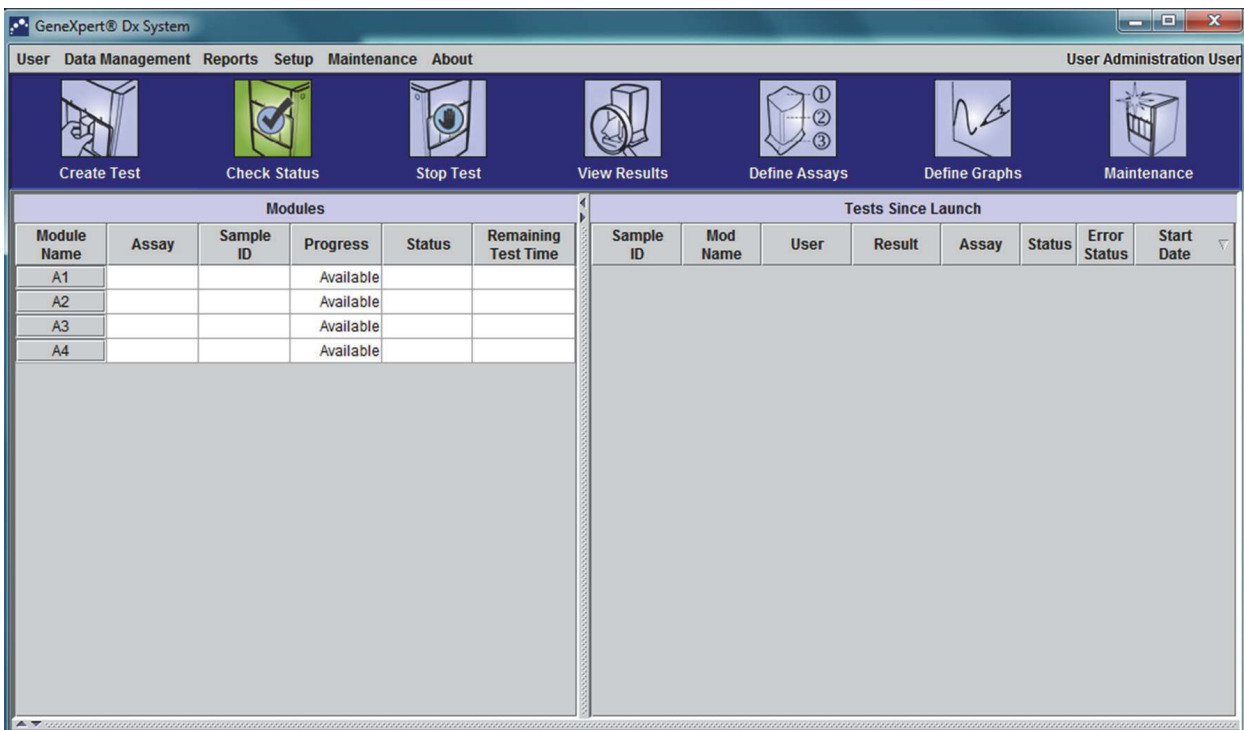 GeneXpert® Dx System
User Data Management Reports Setup Maintenance About User Administration User
① 
② 
③
Create Test Check Status Stop Test View Results Define Assays Define Graphs Maintenance
Modules Tests Since Launch
Module Name Assay Sample ID Progress Status Remaining Test Time Sample ID Mod Name User Result Assay Status Error Status Start Date
A1 Available
A2 Available
A3 Available
A4 Available